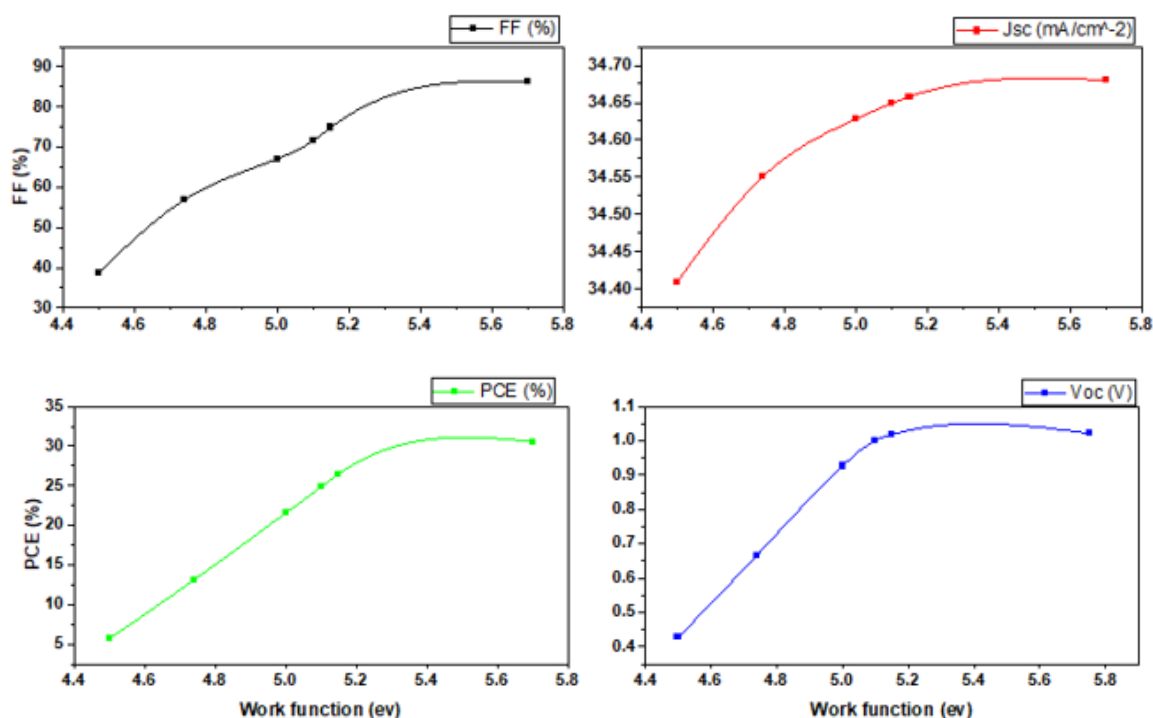 FF (%)
Jsc (mA/cm^-2)
90
80
70
60
50
40
30
FF (%)
4.4 4.6 4.8 5.0 5.2 5.4 5.6 5.8
34.70
34.65
34.60
34.55
34.50
34.45
34.40
4.4 4.6 4.8 5.0 5.2 5.4 5.6 5.8
PCE (%)
Voc (V)
35
30
25
20
15
10
5
PCE (%)
4.4 4.6 4.8 5.0 5.2 5.4 5.6 5.8
Work function (ev)
1.1
1.0
0.9
0.8
0.7
0.6
0.5
0.4
4.4 4.6 4.8 5.0 5.2 5.4 5.6 5.8
Work function (ev)